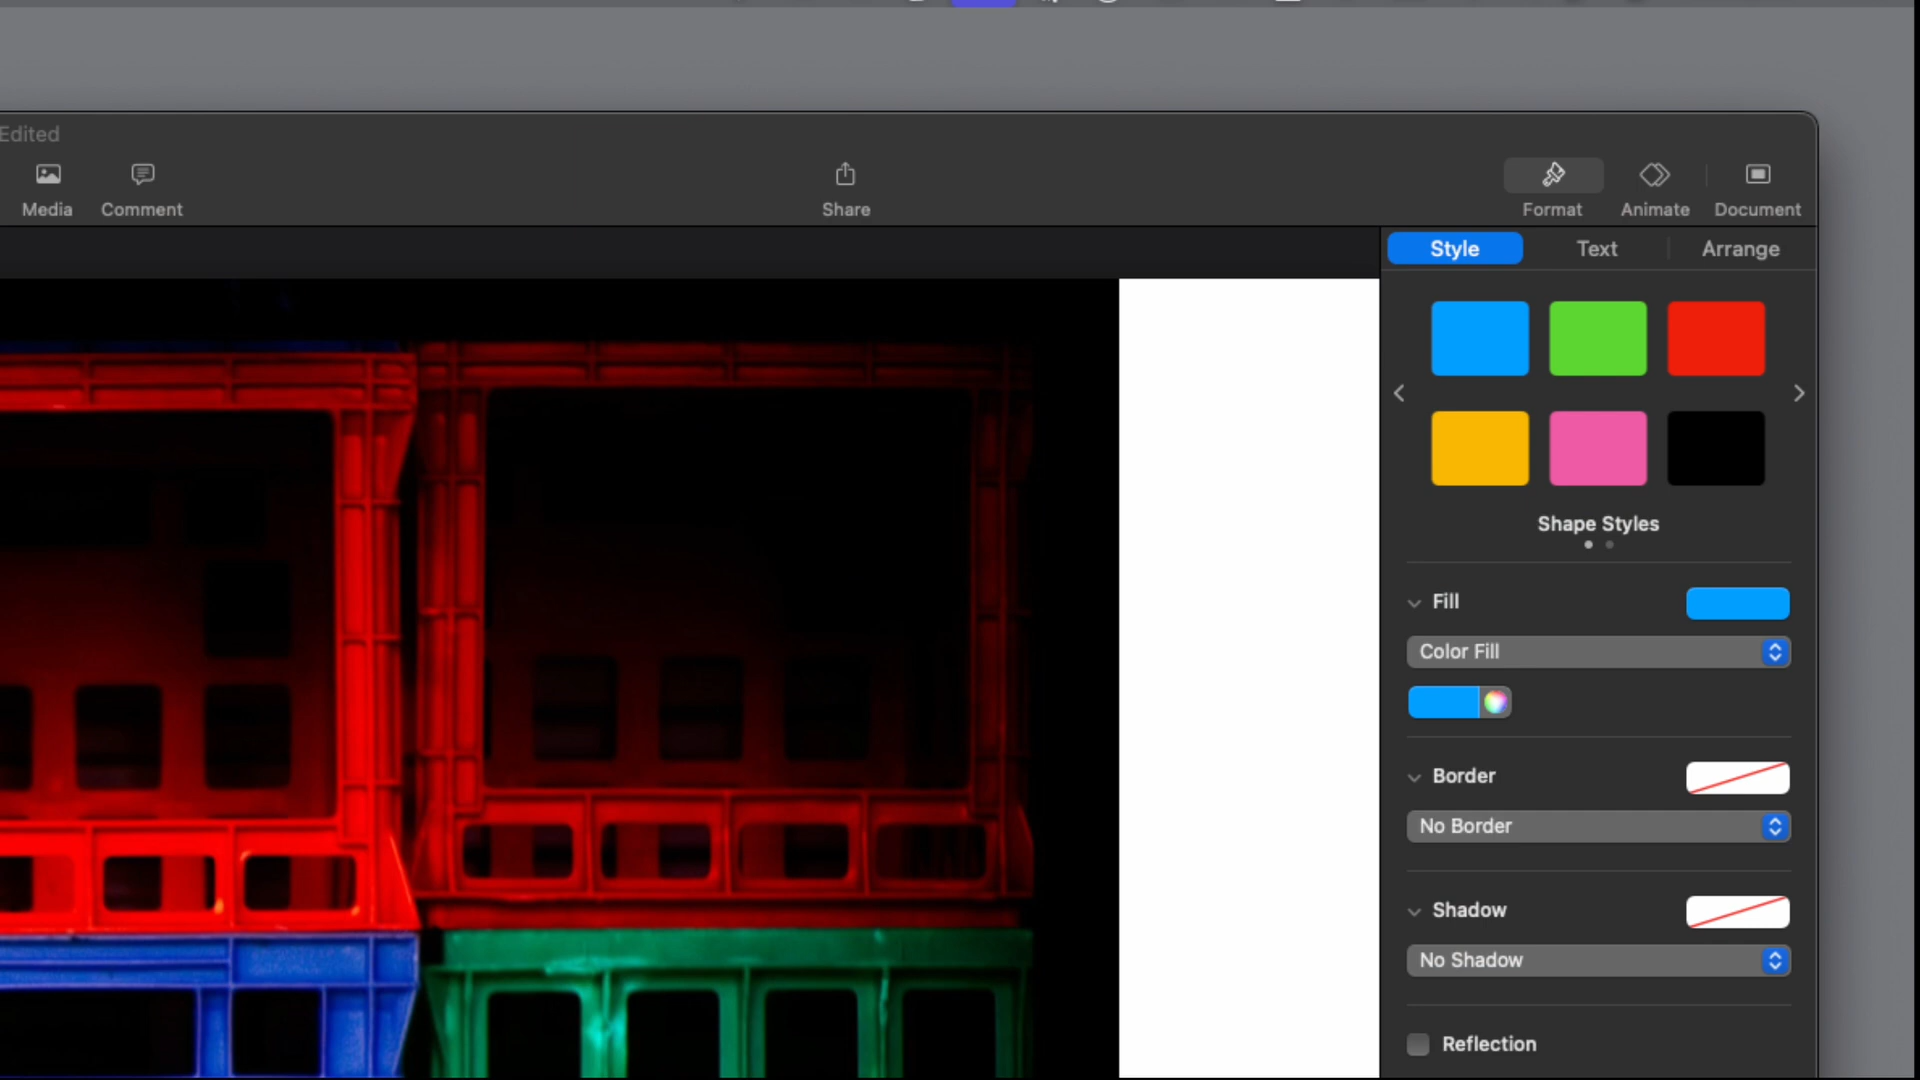 Edited
Media
Comment
Share
Format
Animate
Document
Style
Text
Arrange
Shape Styles
Fill
Color Fill
Border
No Border
Shadow
No Shadow
Reflection